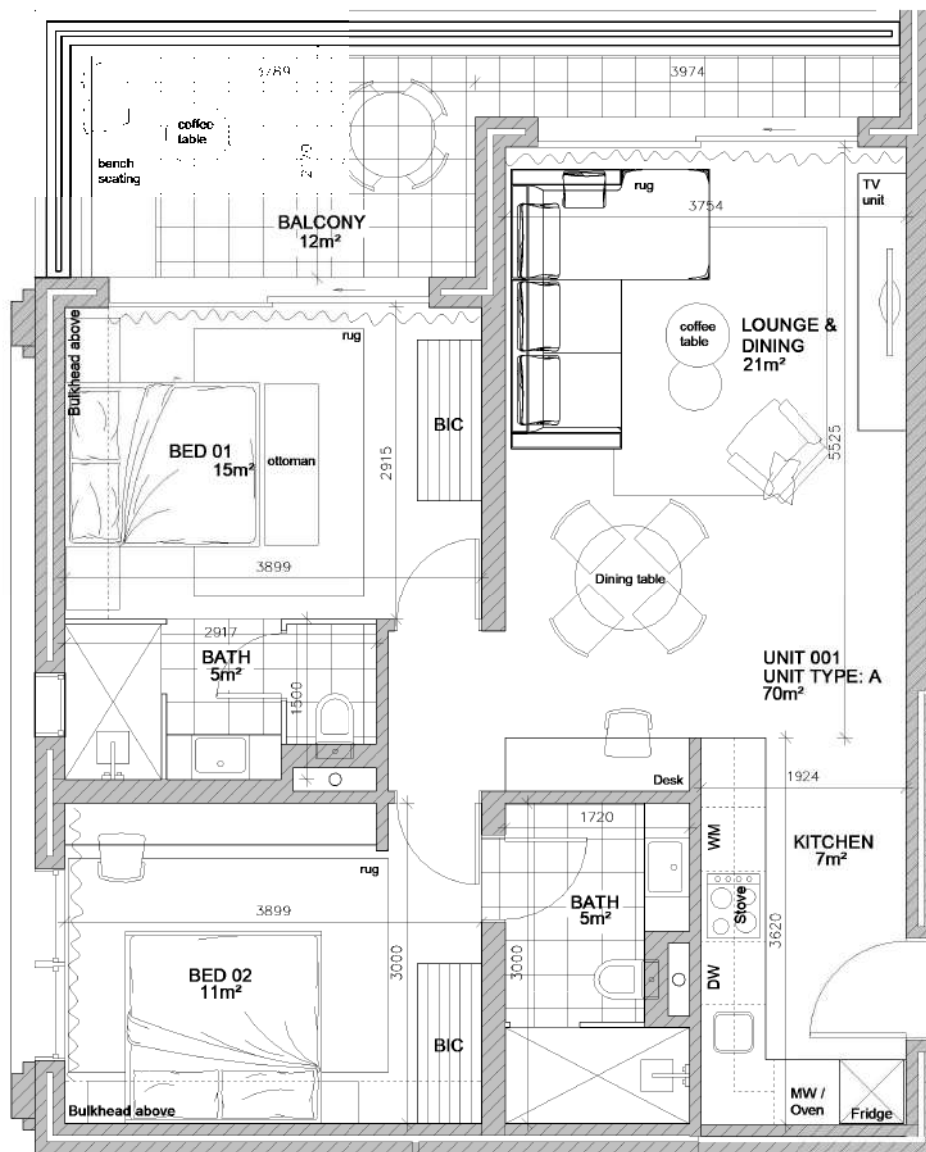 3974
coffee
table
bench
seating
BALCONY
12m²
rug
3754
TV
unit
Bulkhead above
rug
coffee
table
LOUNGE &
DINING
21m²
BIC
BED 01
15m²
ottoman
2915
5525
3899
Dining table
2917
BATH
5m²
1500
UNIT 001
UNIT TYPE: A
70m²
Desk
1924
1720
WM
KITCHEN
7m²
rug
3899
BATH
5m²
Stove
3620
BED 02
11m²
3000
3000
DW
BIC
MW /
Oven
Fridge
Bulkhead above